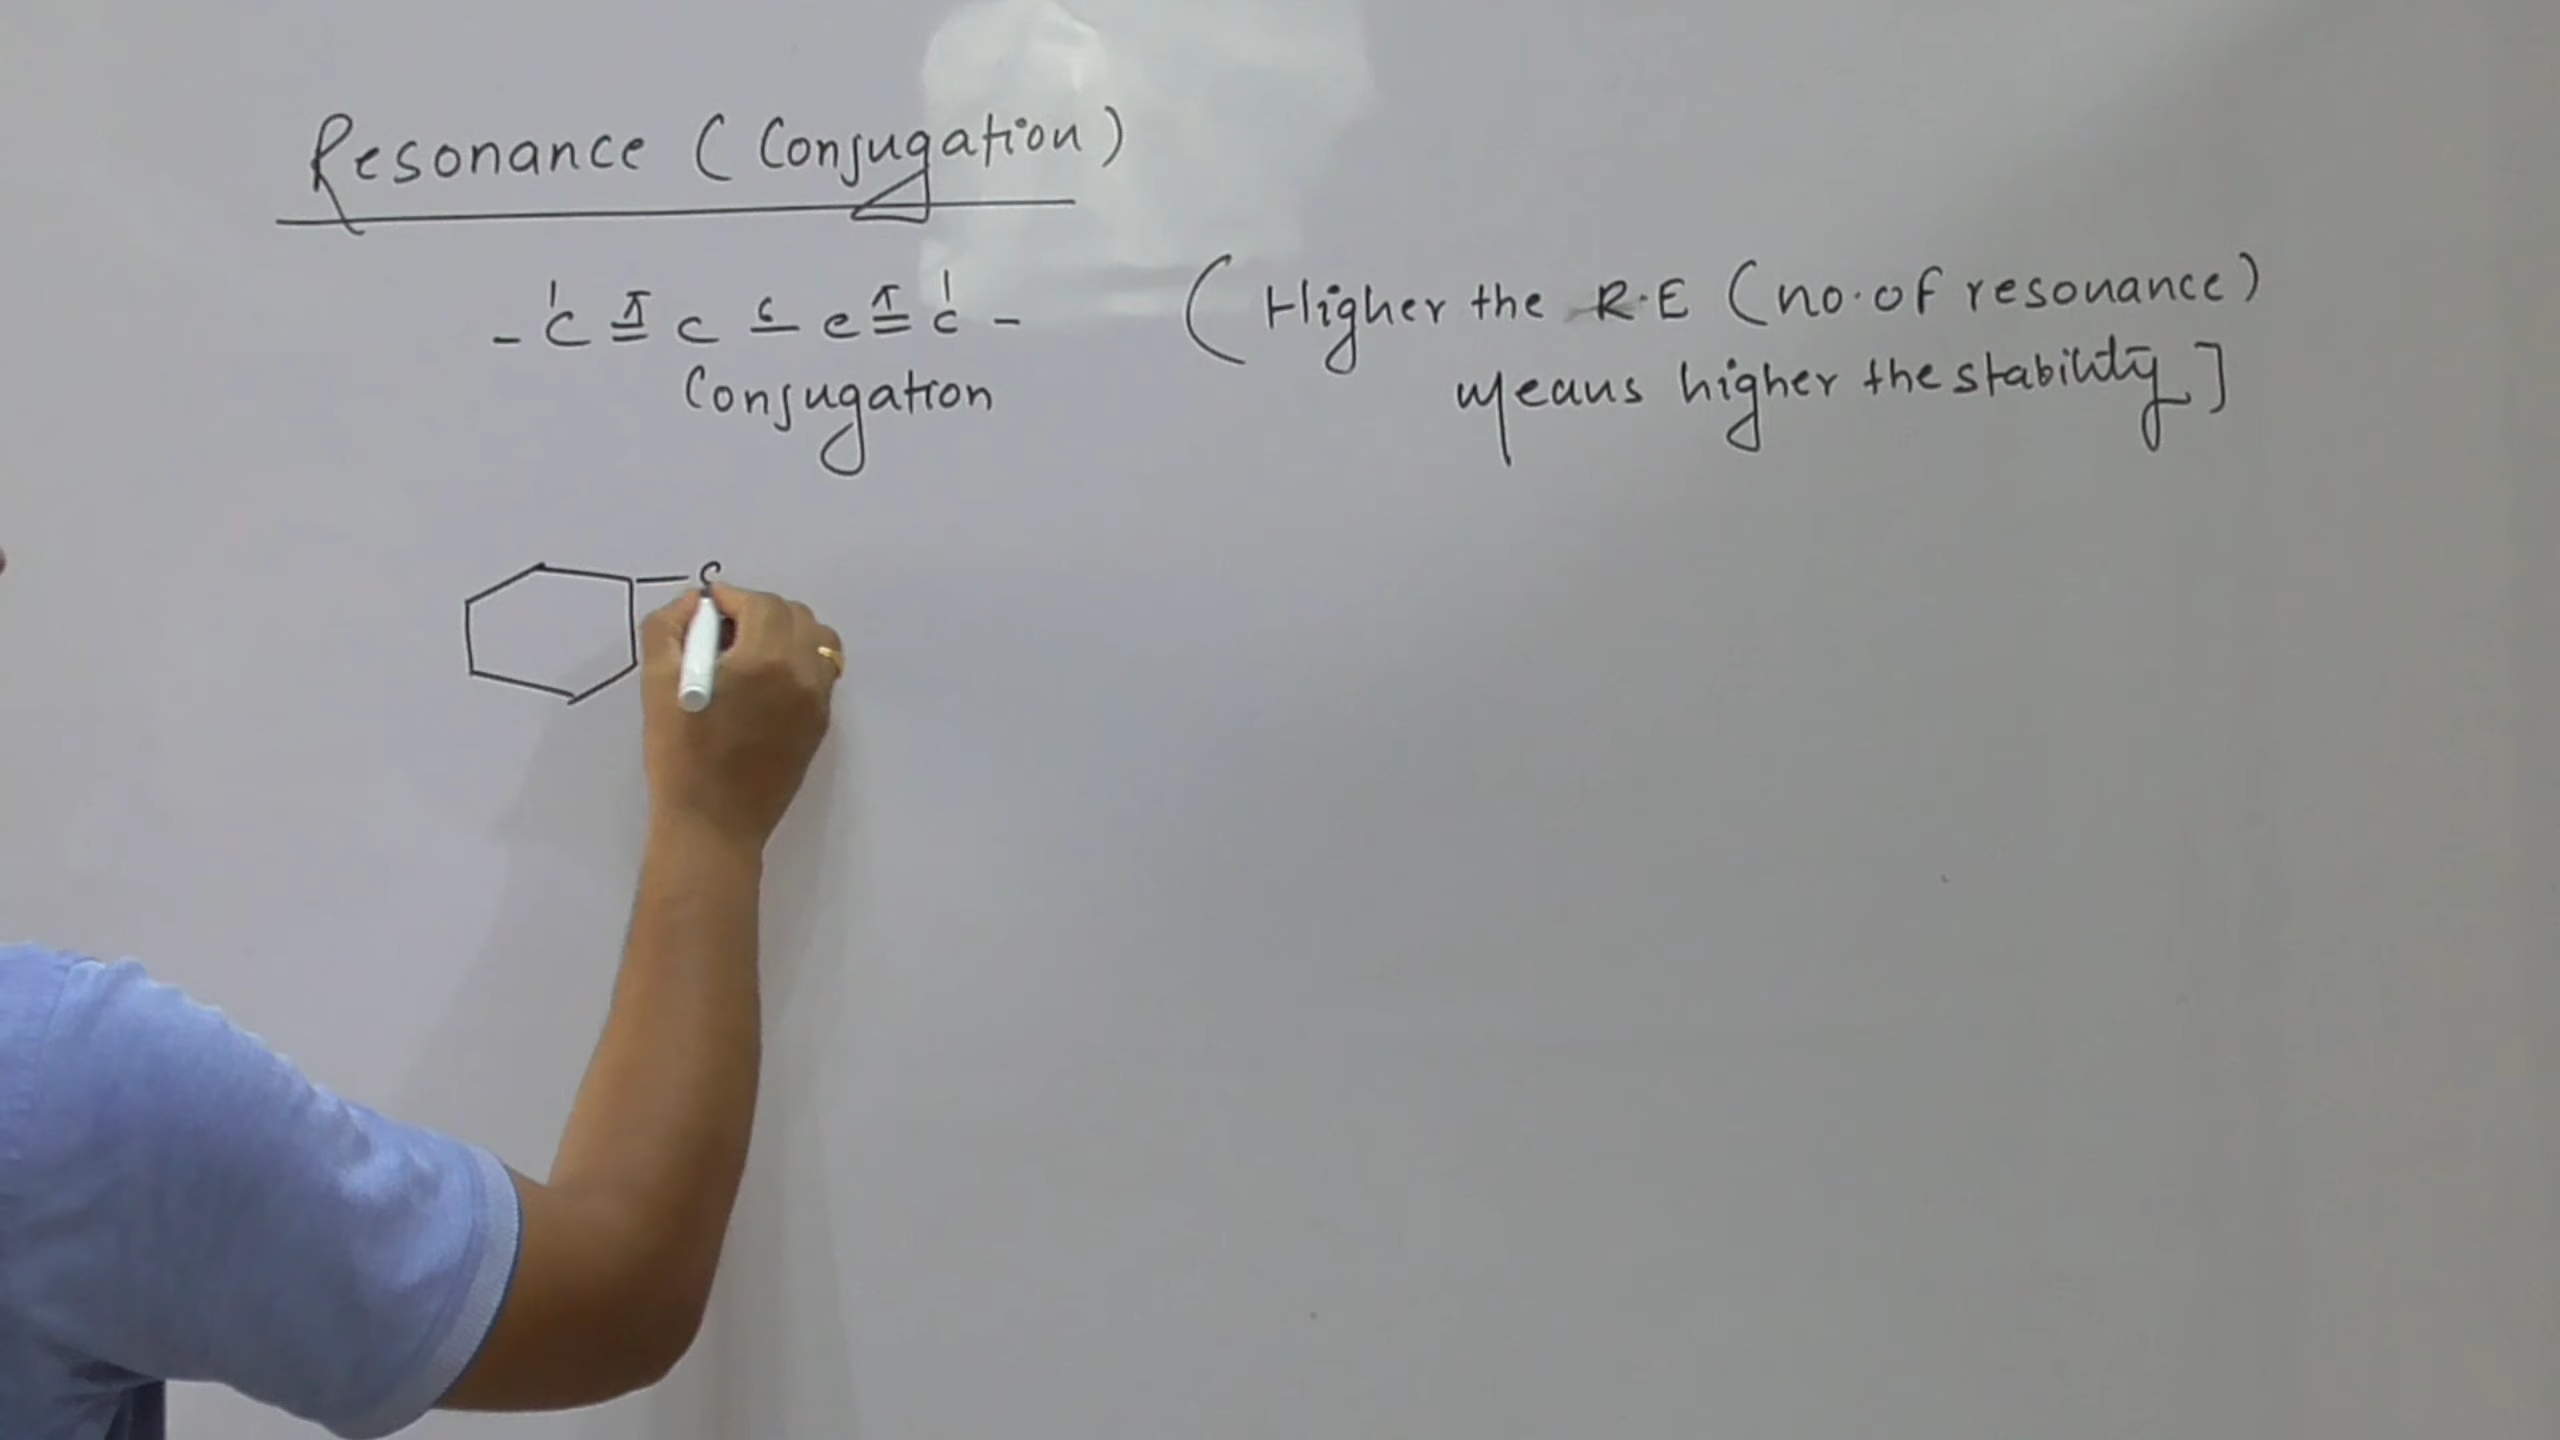 Resonance (Conjugation)
- C π= C σ- C π= C -
Conjugation
(Higher the R.E (no. of resonance)
means higher the stability]
C